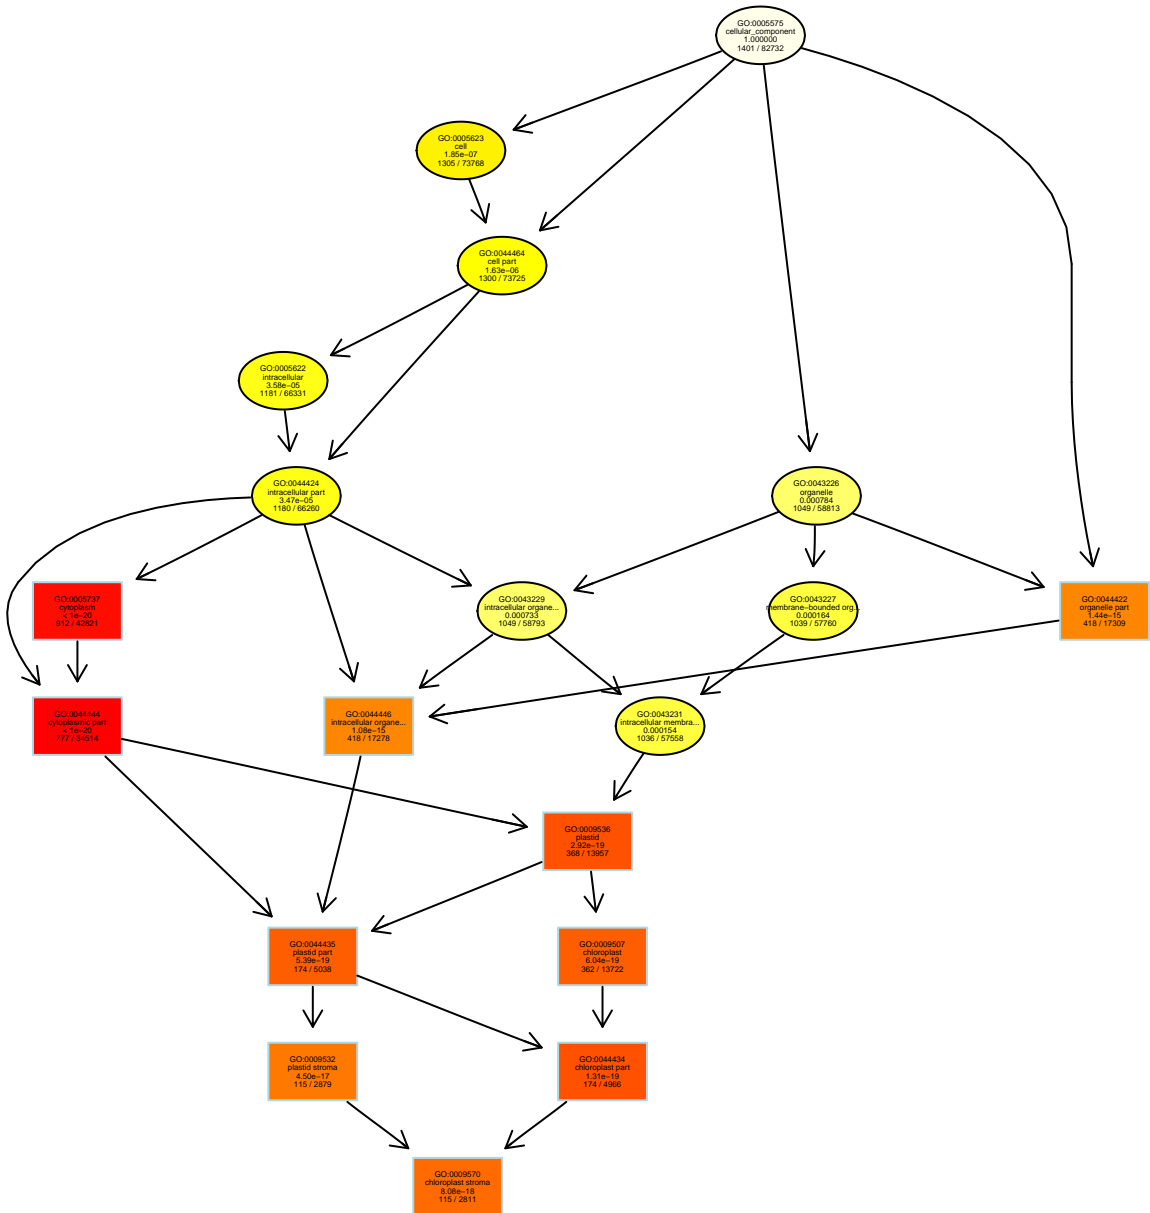 GO:0005575
cellular_component
1.000000
1401 / 82732
GO:0005623
cell
1.85e−07
1305 / 73768
GO:0044464
cell part
1.63e−06
1300 / 73725
GO:0005622
intracellular
3.58e−05
1181 / 66331
GO:0044424
intracellular part
3.47e−05
1180 / 66260
GO:0043226
organelle
0.000784
1049 / 58813
GO:0005737
cytoplasm
< 1e−20
912 / 42821
GO:0043229
intracellular organe...
0.000733
1049 / 58793
GO:0043227
membrane−bounded org...
0.000164
1039 / 57760
GO:0044422
organelle part
1.44e−15
418 / 17309
GO:0044444
cytoplasmic part
< 1e−20
777 / 34514
GO:0044446
intracellular organe...
1.08e−15
418 / 17278
GO:0043231
intracellular membra...
0.000154
1036 / 57558
GO:0009536
plastid
2.92e−19
368 / 13957
GO:0044435
plastid part
5.39e−19
174 / 5038
GO:0009507
chloroplast
6.04e−19
362 / 13722
GO:0009532
plastid stroma
4.50e−17
115 / 2879
GO:0044434
chloroplast part
1.31e−19
174 / 4966
GO:0009570
chloroplast stroma
8.08e−18
115 / 2811